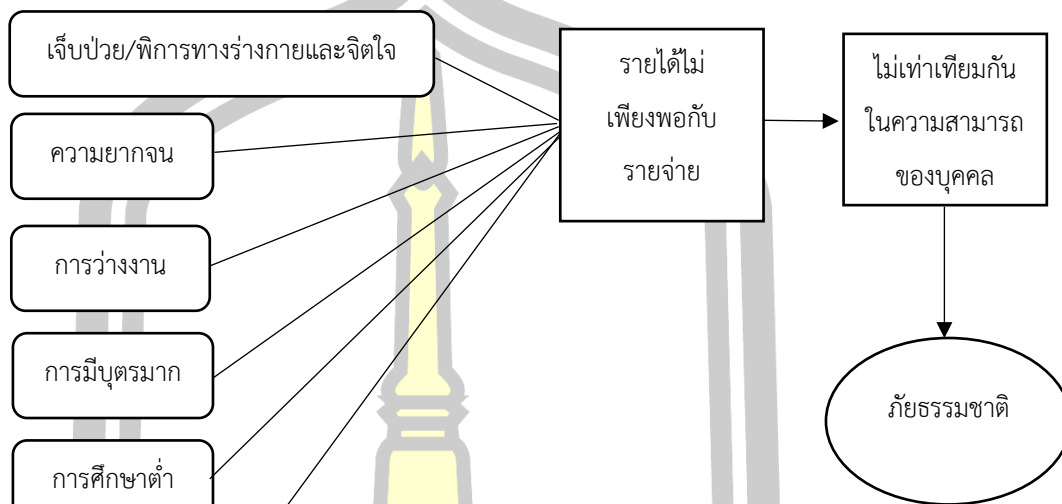 เจ็บป่วย/พิการทางร่างกายและจิตใจ
ความยากจน
การว่างงาน
การมีบุตรมาก
การศึกษาต่ำ
รายได้ไม่
เพียงพอกับ
รายจ่าย
ไม่เท่าเทียมกัน
ในความสามารถ
ของบุคคล
ภัยธรรมชาติ